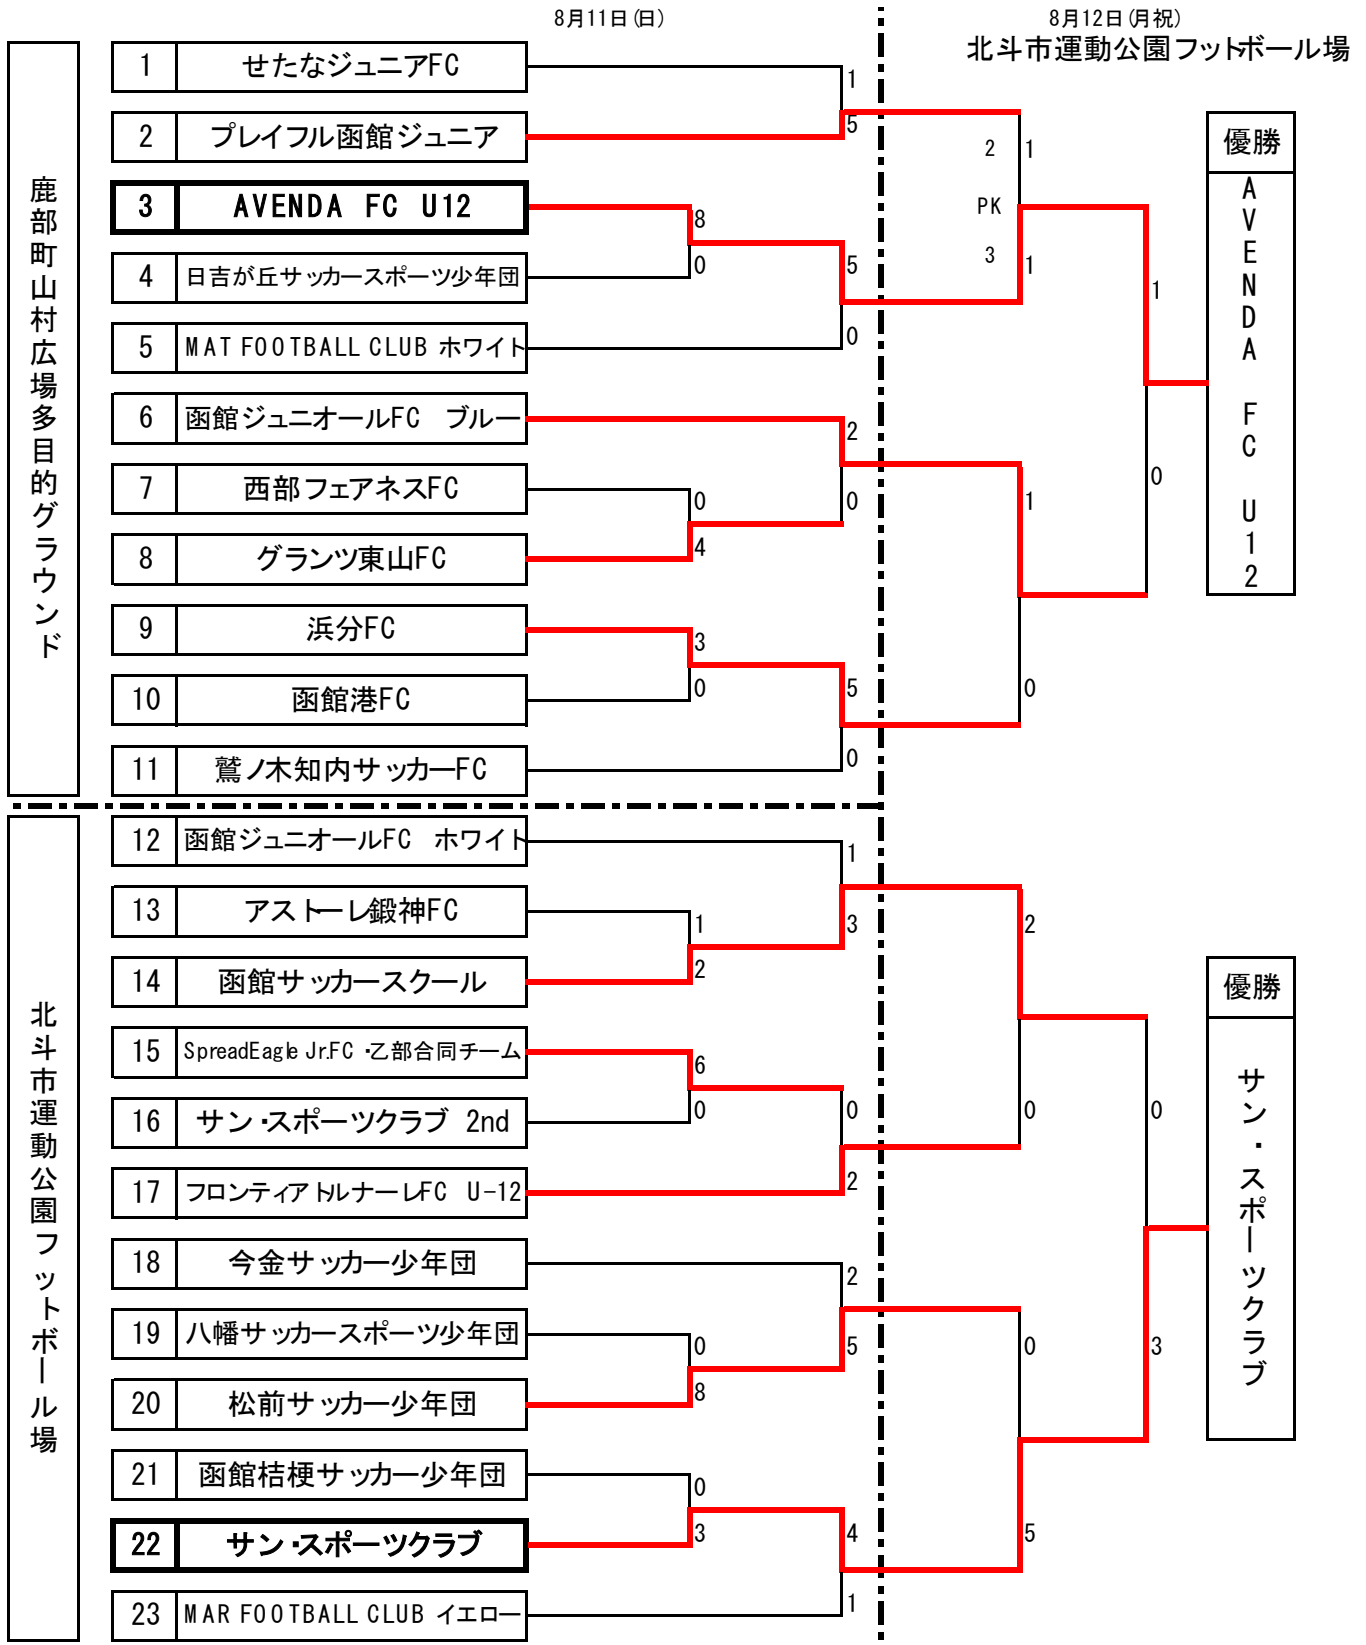 8月11日(日)
8月12日(月祝)
北斗市運動公園フットボール場
鹿部町山村広場多目的グラウンド
1 せたなジュニアFC
2 プレイフル函館ジュニア
3 AVENDA FC U12
4 日吉が丘サッカースポーツ少年団
5 MAT FOOTBALL CLUB ホワイト
6 函館ジュニオールFC ブルー
7 西部フェアネスFC
8 グランツ東山FC
9 浜分FC
10 函館港FC
11 鷲ノ木知内サッカーFC
1
5
8
0
5
0
2
0
0
4
3
0
5
0
2
PK
3
1
1
1
0
1
0
優勝
AVENDA FC U12
北斗市運動公園フットボール場
12 函館ジュニオールFC ホワイト
13 アストーレ鍛神FC
14 函館サッカースクール
15 SpreadEagle Jr.FC・乙部合同チーム
16 サン・スポーツクラブ 2nd
17 フロンティアトルナーレFC U-12
18 今金サッカー少年団
19 八幡サッカースポーツ少年団
20 松前サッカー少年団
21 函館桔梗サッカー少年団
22 サン・スポーツクラブ
23 MAR FOOTBALL CLUB イエロー
1
1
2
3
6
0
0
2
2
0
8
5
0
3
4
1
2
0
0
5
0
3
優勝
サン・スポーツクラブ